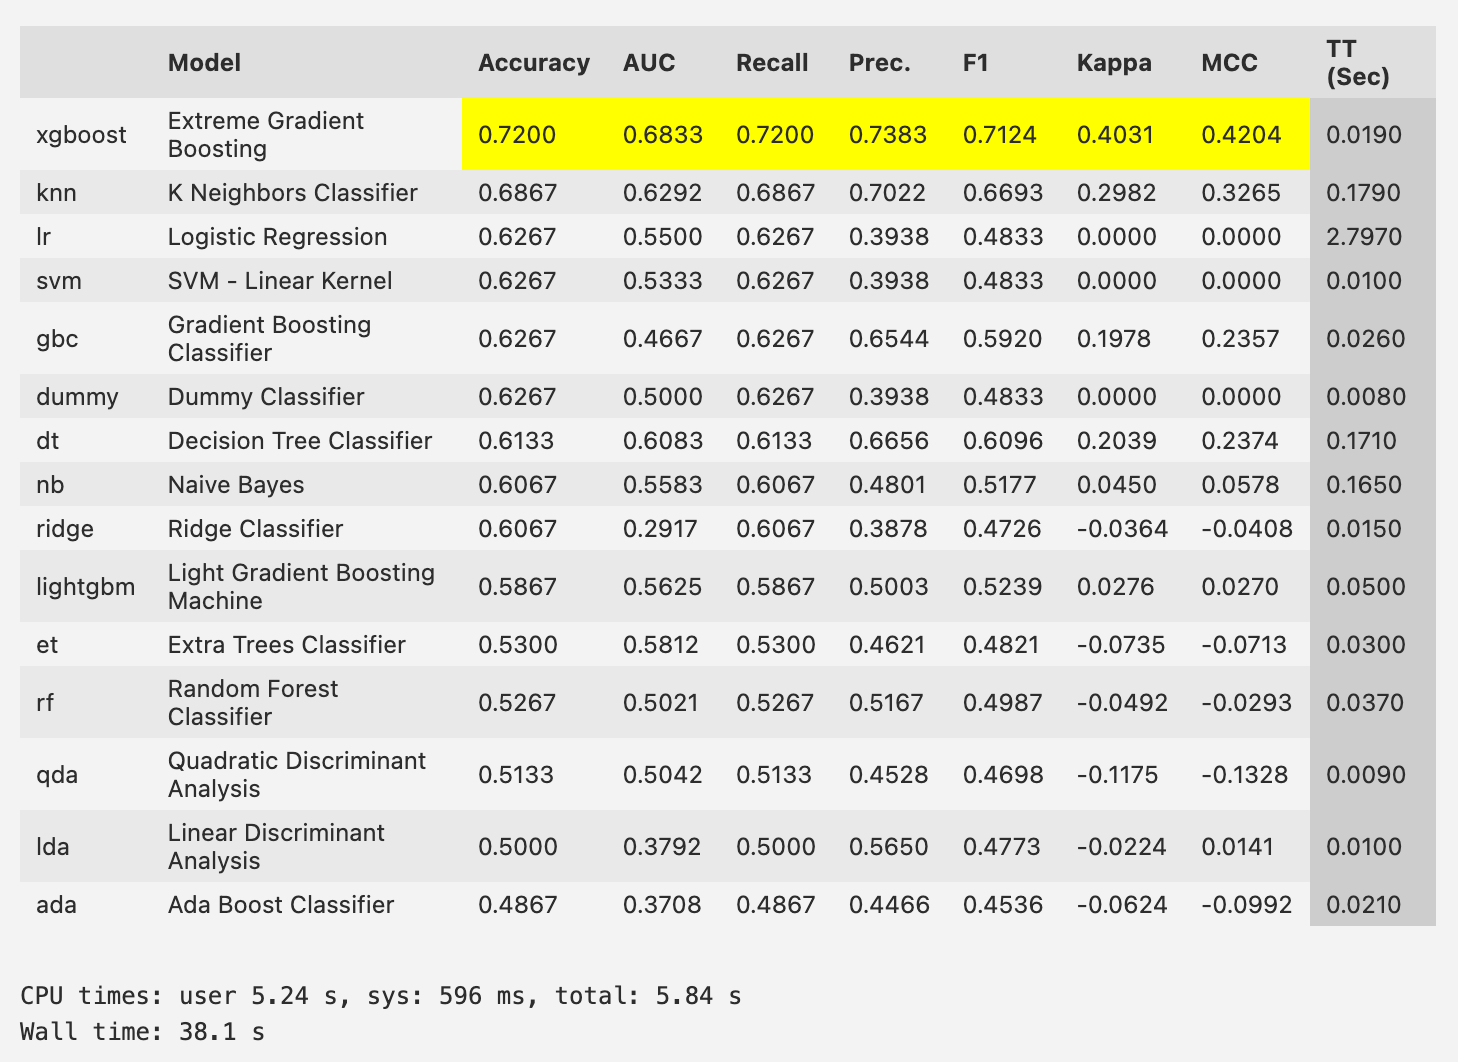 Model Accuracy AUC Recall Prec. F1 Kappa MCC TT (Sec)
xgboost Extreme Gradient Boosting 0.7200 0.6833 0.7200 0.7383 0.7124 0.4031 0.4204 0.0190
knn K Neighbors Classifier 0.6867 0.6292 0.6867 0.7022 0.6693 0.2982 0.3265 0.1790
lr Logistic Regression 0.6267 0.5500 0.6267 0.3938 0.4833 0.0000 0.0000 2.7970
svm SVM - Linear Kernel 0.6267 0.5333 0.6267 0.3938 0.4833 0.0000 0.0000 0.0100
gbc Gradient Boosting Classifier 0.6267 0.4667 0.6267 0.6544 0.5920 0.1978 0.2357 0.0260
dummy Dummy Classifier 0.6267 0.5000 0.6267 0.3938 0.4833 0.0000 0.0000 0.0080
dt Decision Tree Classifier 0.6133 0.6083 0.6133 0.6656 0.6096 0.2039 0.2374 0.1710
nb Naive Bayes 0.6067 0.5583 0.6067 0.4801 0.5177 0.0450 0.0578 0.1650
ridge Ridge Classifier 0.6067 0.2917 0.6067 0.3878 0.4726 -0.0364 -0.0408 0.0150
lightgbm Light Gradient Boosting Machine 0.5867 0.5625 0.5867 0.5003 0.5239 0.0276 0.0270 0.0500
et Extra Trees Classifier 0.5300 0.5812 0.5300 0.4621 0.4821 -0.0735 -0.0713 0.0300
rf Random Forest Classifier 0.5267 0.5021 0.5267 0.5167 0.4987 -0.0492 -0.0293 0.0370
qda Quadratic Discriminant Analysis 0.5133 0.5042 0.5133 0.4528 0.4698 -0.1175 -0.1328 0.0090
lda Linear Discriminant Analysis 0.5000 0.3792 0.5000 0.5650 0.4773 -0.0224 0.0141 0.0100
ada Ada Boost Classifier 0.4867 0.3708 0.4867 0.4466 0.4536 -0.0624 -0.0992 0.0210
CPU times: user 5.24 s, sys: 596 ms, total: 5.84 s
Wall time: 38.1 s